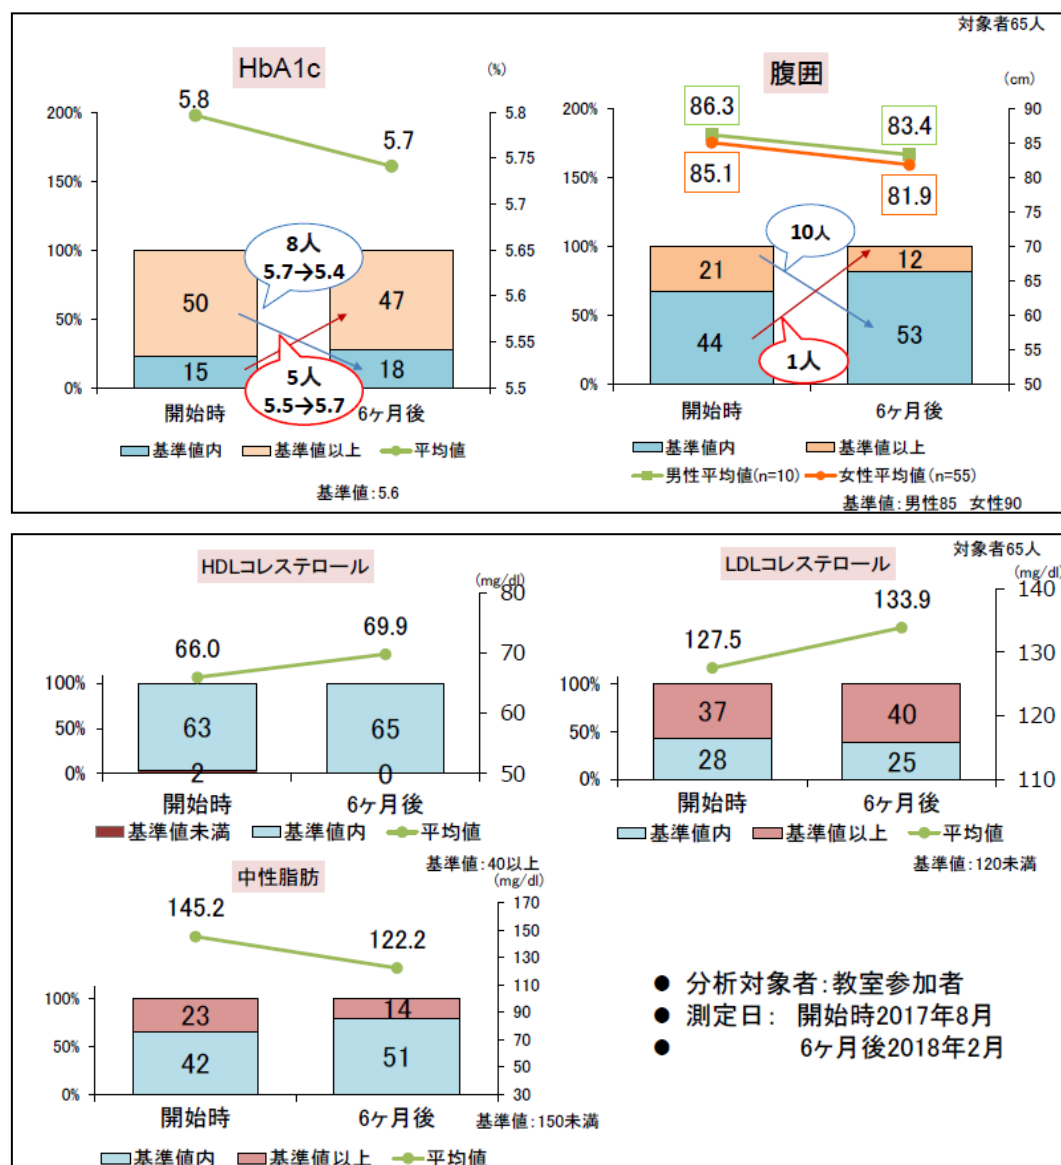 対象者65人
HbA1c
(%)
200%
150%
100%
50%
0%
5.8
5.7
5.8
5.75
5.7
5.65
5.6
5.55
5.5
8人
5.7→5.4
50
47
15
18
5人
5.5→5.7
開始時
6ヶ月後
基準値内 基準値以上 平均値
基準値:5.6
腹囲
(cm)
200%
150%
100%
50%
0%
86.3
83.4
85.1
81.9
90
85
80
75
70
65
60
55
50
10人
21
12
44
53
1人
開始時
6ヶ月後
基準値内 基準値以上
男性平均値(n=10) 女性平均値(n=55)
基準値:男性85 女性90
HDLコレステロール
(mg/dl)
80
70
60
50
66.0
69.9
100%
50%
0%
63
65
2
0
開始時
6ヶ月後
基準値未満 基準値内 平均値
基準値:40以上
対象者65人
LDLコレステロール
(mg/dl)
140
130
120
110
127.5
133.9
100%
50%
0%
37
40
28
25
開始時
6ヶ月後
基準値内 基準値以上 平均値
基準値:120未満
中性脂肪
(mg/dl)
170
150
130
110
90
70
50
30
145.2
122.2
100%
50%
0%
23
14
42
51
開始時
6ヶ月後
基準値:150未満
基準値内 基準値以上 平均値
● 分析対象者:教室参加者
● 測定日: 開始時2017年8月
● 6ヶ月後2018年2月